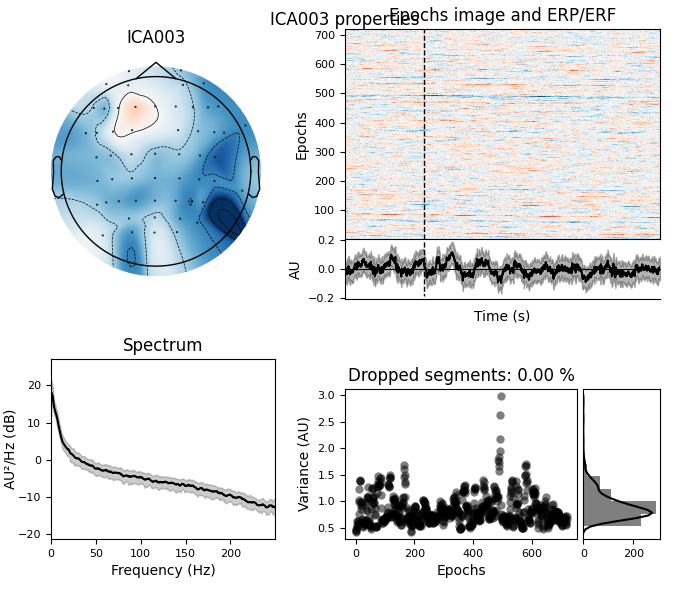 ICA003 properties
ICA003
Epochs image and ERP/ERF
700
600
500
400
300
200
100
Epochs
0.2
0.0
−0.2
AU
Time (s)
Spectrum
20
10
0
−10
−20
AU²/Hz (dB)
0 50 100 150 200
Frequency (Hz)
Dropped segments: 0.00 %
3.0
2.5
2.0
1.5
1.0
0.5
Variance (AU)
0 200 400 600
Epochs
0 200